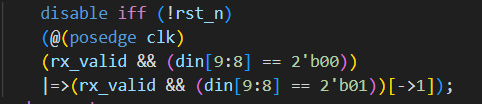 disable iff (!rst_n)
(@(posedge clk)
(rx_valid && (din[9:8] == 2'b00))
|=>(rx_valid && (din[9:8] == 2'b01))[->1]);